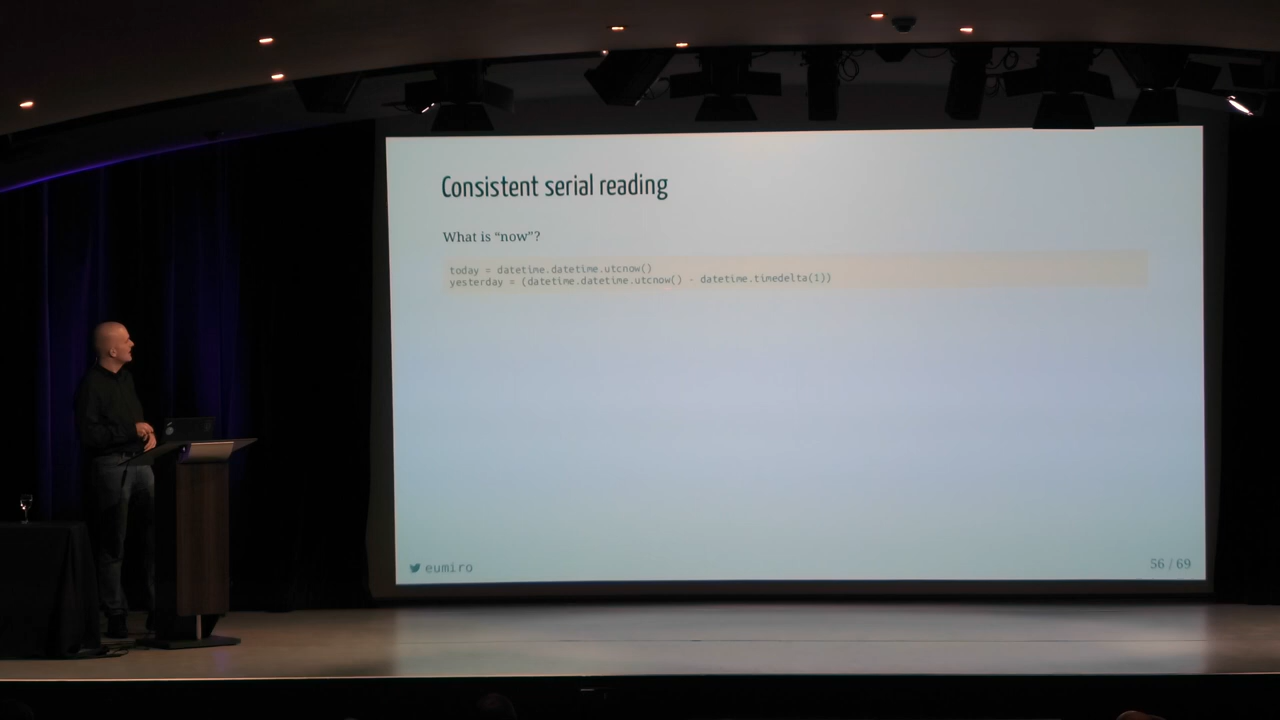 Consistent serial reading
What is “now”?
today = datetime.datetime.utcnow()
yesterday = (datetime.datetime.utcnow() - datetime.timedelta(1))
eumiro
56 / 69